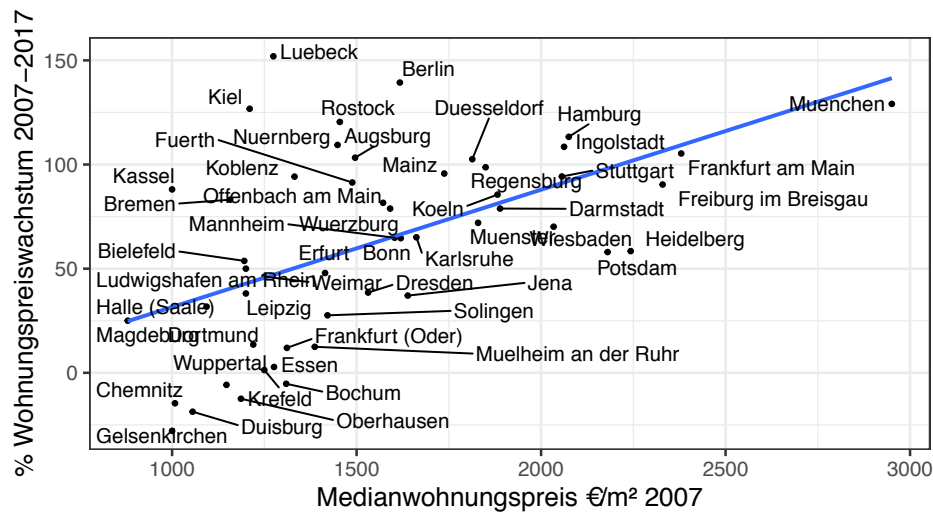 % Wohnungspreiswachstum 2007−2017
150
100
50
0
Luebeck
Berlin
Kiel
Rostock
Duesseldorf
Hamburg
Muenchen
Fuerth
Nuernberg
Augsburg
Ingolstadt
Kassel
Koblenz
Mainz
Regensburg
Stuttgart
Frankfurt am Main
Bremen
Offenbach am Main
Koeln
Darmstadt
Freiburg im Breisgau
Mannheim
Wuerzburg
Muenster
Wiesbaden
Heidelberg
Bielefeld
Erfurt
Bonn
Karlsruhe
Potsdam
Ludwigshafen am Rhein
Weimar
Dresden
Jena
Halle (Saale)
Leipzig
Solingen
Magdeburg
Dortmund
Frankfurt (Oder)
Muelheim an der Ruhr
Wuppertal
Essen
Chemnitz
Krefeld
Bochum
Oberhausen
Gelsenkirchen
Duisburg
1000
1500
2000
2500
3000
Medianwohnungspreis €/m² 2007